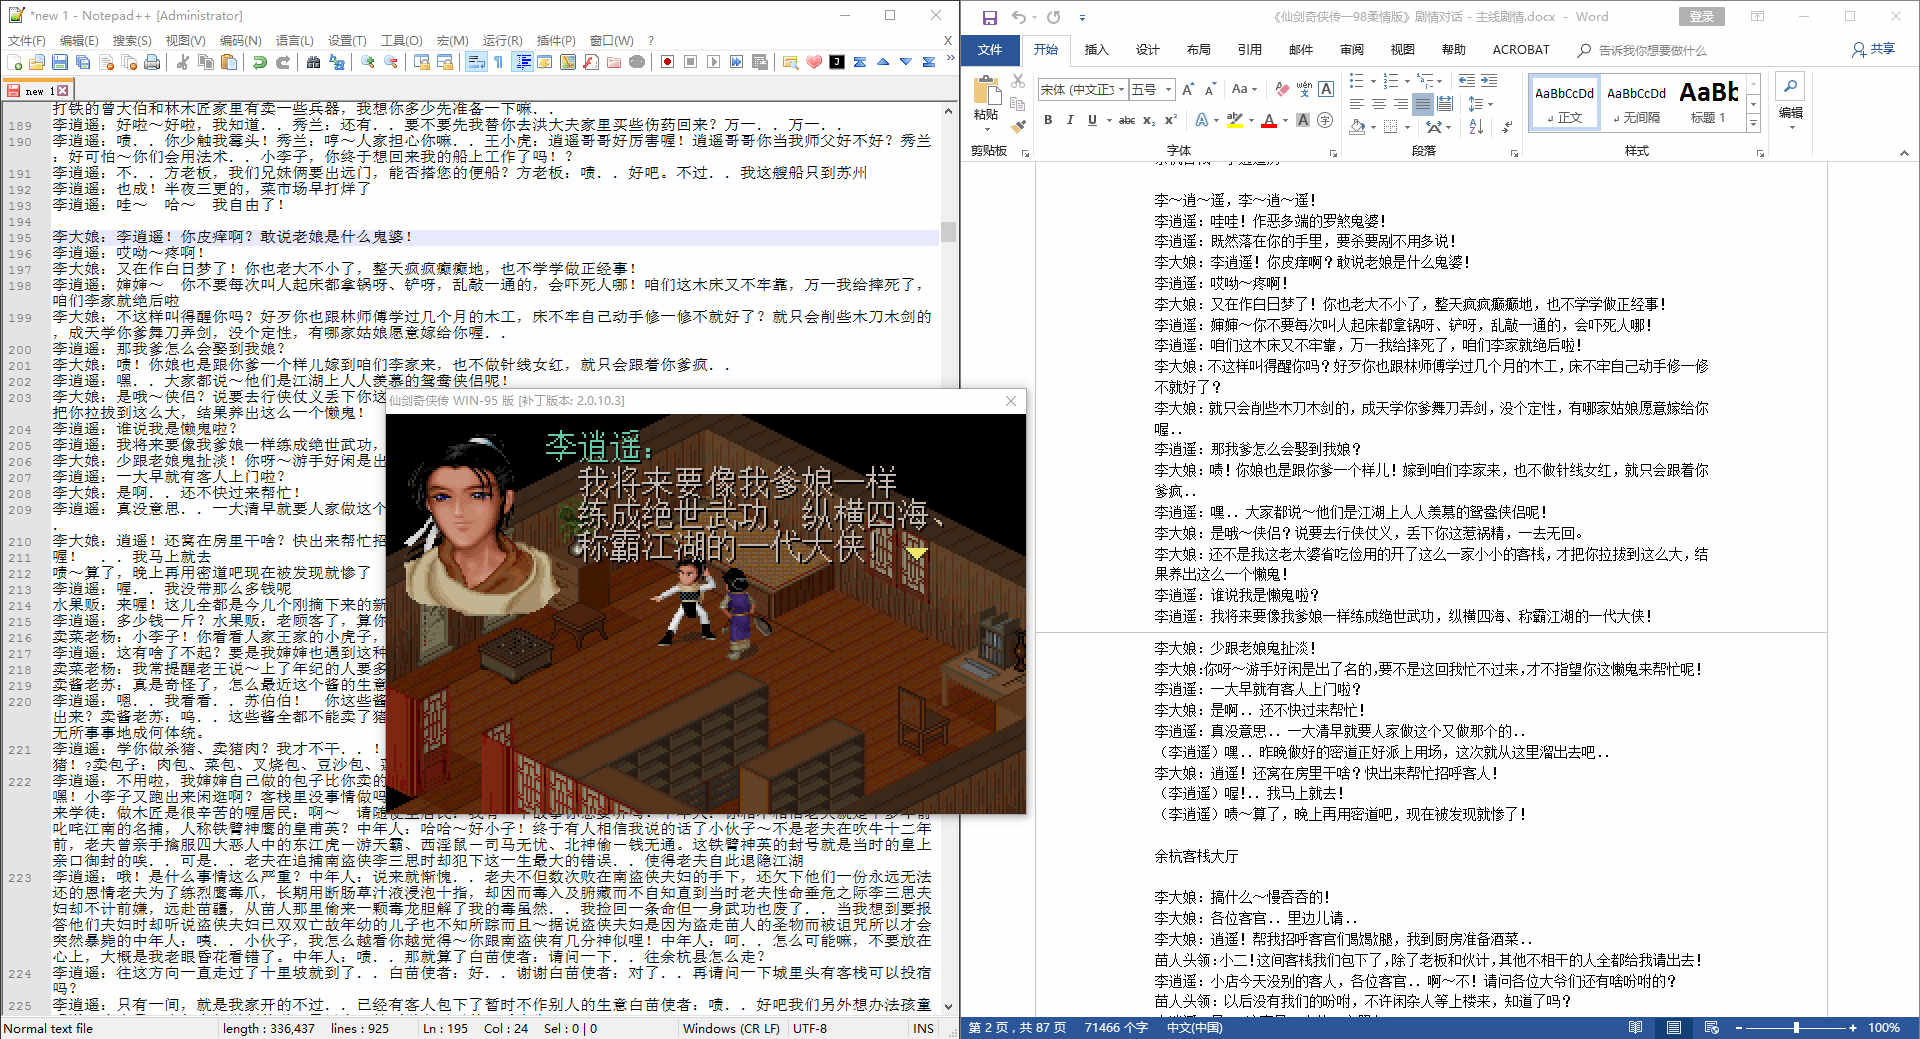 *new 1 - Notepad++ [Administrator]
文件(F) 编辑(E) 搜索(S) 视图(V) 编码(N) 语言(L) 设置(T) 工具(O) 宏(M) 运行(R) 插件(P) 窗口(W) ? X
new 1
打铁的曾大伯和林木匠家里有卖一些兵器，我想你多少先准备一下嘛．．
189 李逍遥：好啦～好啦，我知道．．秀兰：还有．．要不要先我替你去洪大夫家里买些伤药回来？万一．．万一．．
190 李逍遥：啧．．你少触我霉头！秀兰：哼～人家担心你嘛．．王小虎：逍遥哥哥好厉害喔！逍遥哥哥你当我师父好不好？秀兰
：好可怕～你们会用法术．．小李子，你终于想回来我的船上工作了吗！？
191 李逍遥：不．．方老板，我们兄妹俩要出远门，能否搭您的便船？方老板：啧．．好吧。不过．．我这艘船只到苏州
192 李逍遥：也成！半夜三更的，菜市场早打烊了
193 李逍遥：哇～　哈～　我自由了！
194
195 李大娘：李逍遥！你皮痒啊？敢说老娘是什么鬼婆！
196 李逍遥：哎呦～疼啊！
197 李大娘：又在作白日梦了！你也老大不小了，整天疯疯癫癫地，也不学学做正经事！
198 李逍遥：婶婶～　你不要每次叫人起床都拿锅呀、铲呀，乱敲一通的，会吓死人哪！咱们这木床又不牢靠，万一我给摔死了，
咱们李家就绝后啦
199 李大娘：不这样叫得醒你吗？好歹你也跟林师傅学过几个月的木工，床不牢自己动手修一修不就好了？就只会削些木刀木剑的
，成天学你爹舞刀弄剑，没个定性，有哪家姑娘愿意嫁给你喔．．
200 李逍遥：那我爹怎么会娶到我娘？
201 李大娘：啧！你娘也是跟你爹一个样儿嫁到咱们李家来，也不做针线女红，就只会跟着你爹疯．．
202 李逍遥：嘿．．大家都说～他们是江湖上人人羡慕的鸳鸯侠侣呢！
203 李大娘：是哦～侠侣？说要去行侠仗义丢下你这
把你拉拔到这么大，结果养出这么一个懒鬼！
204 李逍遥：谁说我是懒鬼啦？
205 李逍遥：我将来要像我爹娘一样练成绝世武功，
206 李大娘：少跟老娘鬼扯淡！你呀～游手好闲是出
207 李逍遥：一大早就有客人上门啦？
208 李大娘：是啊．．还不快过来帮忙！
209 李逍遥：真没意思．．一大清早就要人家做这个
．
210 李大娘：逍遥！还窝在房里干啥？快出来帮忙招
211 喔！　．．我马上就去
212 啧～算了，晚上再用密道吧现在被发现就惨了
213 李逍遥：喔．．我没带那么多钱呢
214 水果贩：来喔！这儿全都是今儿个刚摘下来的新
215 李逍遥：多少钱一斤？水果贩：老顾客了，算你
216 卖菜老杨：小李子！你看看人家王家的小虎子，
217 李逍遥：这有啥了不起？要是我婶婶也遇到这种
218 卖菜老杨：我常提醒老王说～上了年纪的人要多
219 卖酱老苏：真是奇怪了，怎么最近这个酱的生意
220 李逍遥：嗯．．我看看．．苏伯伯！　你这些酱
出来？卖酱老苏：呜．．这些酱全都不能卖了猪
无所事事地成何体统。
221 李逍遥：学你做杀猪、卖猪肉？我才不干．．！
猪！?卖包子：肉包、菜包、叉烧包、豆沙包、
222 李逍遥：不用啦，我婶婶自己做的包子比你卖的
嘿！小李子又跑出来闲逛啊？客栈里没事情做吗
来学徒：做木匠是很辛苦的喔居民：啊～　请随
叱咤江南的名捕，人称铁臂神鹰的皇甫英？中年人：哈哈～好小子！终于有人相信我说的话了小伙子～不是老夫在吹牛十二年
前，老夫曾亲手擒服四大恶人中的东江虎一游天霸、西淫鼠一司马无忧、北神偷一钱无通。这铁臂神英的封号就是当时的皇上
亲口御封的唉．．可是．．老夫在追捕南盗侠李三思时却犯下这一生最大的错误．．使得老夫自此退隐江湖
223 李逍遥：哦！是什么事情这么严重？中年人：说来就惭愧．．老夫不但数次败在南盗侠夫妇的手下，还欠下他们一份永远无法
还的恩情老夫为了练烈鹰毒爪，长期用断肠草汁液浸泡十指，却因而毒入及腑藏而不自知直到当时老夫性命垂危之际李三思夫
妇却不计前嫌，远赴苗疆，从苗人那里偷来一颗毒龙胆解了我的毒虽然．．我捡回一条命但一身武功也废了．．当我想到要报
答他们夫妇时却听说盗侠夫妇已双双亡故年幼的儿子也不知所踪而且～据说盗侠夫妇是因为盗走苗人的圣物而被诅咒所以才会
突然暴毙的中年人：咦．．小伙子，我怎么越看你越觉得～你跟南盗侠有几分神似哩！中年人：呵．．怎么可能嘛，不要放在
心上，大概是我老眼昏花看错了。中年人：啧．．那就算了白苗使者：请问一下．．往余杭县怎么走？
224 李逍遥：往这方向一直走过了十里坡就到了．．白苗使者：好．．谢谢白苗使者：对了．．再请问一下城里头有客栈可以投宿
吗？
225 李逍遥：只有一间，就是我家开的不过．．已经有客人包下了暂时不作别人的生意白苗使者：啧．．好吧我们另外想办法孩童
Normal text file length : 336,437 lines : 925 Ln : 195 Col : 24 Sel : 0 | 0 Windows (CR LF) UTF-8 INS
仙剑奇侠传 WIN-95 版 [补丁版本: 2.0.10.3]
李逍遥：
我将来要像我爹娘一样
练成绝世武功，纵横四海、
称霸江湖的一代大侠！
《仙剑奇侠传一98柔情版》剧情对话 - 主线剧情.docx - Word 登录
文件 开始 插入 设计 布局 引用 邮件 审阅 视图 帮助 ACROBAT 告诉我你想要做什么 共享
粘贴 宋体 (中文正文 五号 AaBbCcDd 正文 AaBbCcDd 无间隔 AaBb 标题 1 编辑
剪贴板 字体 段落 样式
李～逍～遥，李～逍～遥！
李逍遥：哇哇！作恶多端的罗煞鬼婆！
李逍遥：既然落在你的手里，要杀要剐不用多说！
李大娘：李逍遥！你皮痒啊？敢说老娘是什么鬼婆！
李逍遥：哎呦～疼啊！
李大娘：又在作白日梦了！你也老大不小了，整天疯疯癫癫地，也不学学做正经事！
李逍遥：婶婶～你不要每次叫人起床都拿锅呀、铲呀，乱敲一通的，会吓死人哪！
李逍遥：咱们这木床又不牢靠，万一我给摔死了，咱们李家就绝后啦！
李大娘：不这样叫得醒你吗？好歹你也跟林师傅学过几个月的木工，床不牢自己动手修一修
不就好了？
李大娘：就只会削些木刀木剑的，成天学你爹舞刀弄剑，没个定性，有哪家姑娘愿意嫁给你
喔..
李逍遥：那我爹怎么会娶到我娘？
李大娘：啧！你娘也是跟你爹一个样儿！嫁到咱们李家来，也不做针线女红，就只会跟着你
爹疯..
李逍遥：嘿.. 大家都说～他们是江湖上人人羡慕的鸳鸯侠侣呢！
李大娘：是哦～侠侣？说要去行侠仗义，丢下你这惹祸精，一去无回。
李大娘：还不是我这老太婆省吃俭用的开了这么一家小小的客栈，才把你拉拔到这么大，结
果养出这么一个懒鬼！
李逍遥：谁说我是懒鬼啦？
李逍遥：我将来要像我爹娘一样练成绝世武功，纵横四海、称霸江湖的一代大侠！
李大娘：少跟老娘鬼扯淡！
李大娘：你呀～游手好闲是出了名的，要不是这回我忙不过来，才不指望你这懒鬼来帮忙呢！
李逍遥：一大早就有客人上门啦？
李大娘：是啊.. 还不快过来帮忙！
李逍遥：真没意思.. 一大清早就要人家做这个又做那个的..
（李逍遥）嘿.. 昨晚做好的密道正好派上用场，这次就从这里溜出去吧..
李大娘：逍遥！还窝在房里干啥？快出来帮忙招呼客人！
（李逍遥）喔！.. 我马上就去！
（李逍遥）啧～算了，晚上再用密道吧，现在被发现就惨了！
余杭客栈大厅
李大娘：搞什么～慢吞吞的！
李大娘：各位客官.. 里边儿请..
李大娘：逍遥！帮我招呼客官们歇歇腿，我到厨房准备酒菜..
苗人头领：小二！这间客栈我们包下了，除了老板和伙计，其他不相干的人全都给我请出去！
李逍遥：小店今天没别的客人，各位客官.. 啊～不！请问各位大爷们还有啥吩咐的？
苗人头领：以后没有我们的吩咐，不许闲杂人等上楼来，知道了吗？
第 2 页，共 87 页 71466 个字 中文(中国) 100%